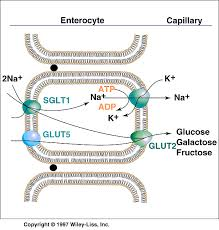 Enterocyte
Capillary
2Na+
SGLT1
Na+
ATP
ADP
K+
K+
Na+
GLUT5
GLUT2
Glucose
Galactose
Fructose
Copyright © 1997 Wiley-Liss, Inc.